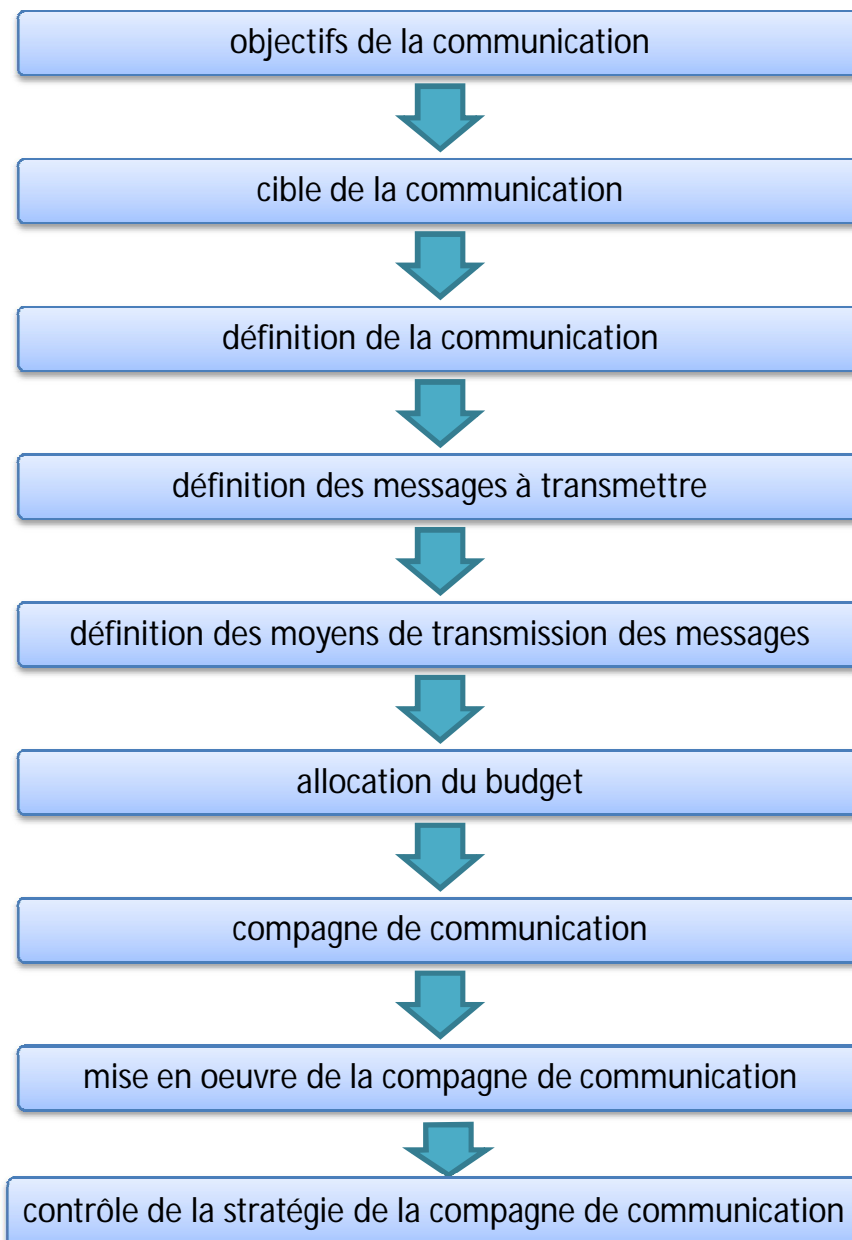 objectifs de la communication
cible de la communication
définition de la communication
définition des messages à transmettre
définition des moyens de transmission des messages
allocation du budget
compagne de communication
mise en oeuvre de la compagne de communication
contrôle de la stratégie de la compagne de communication